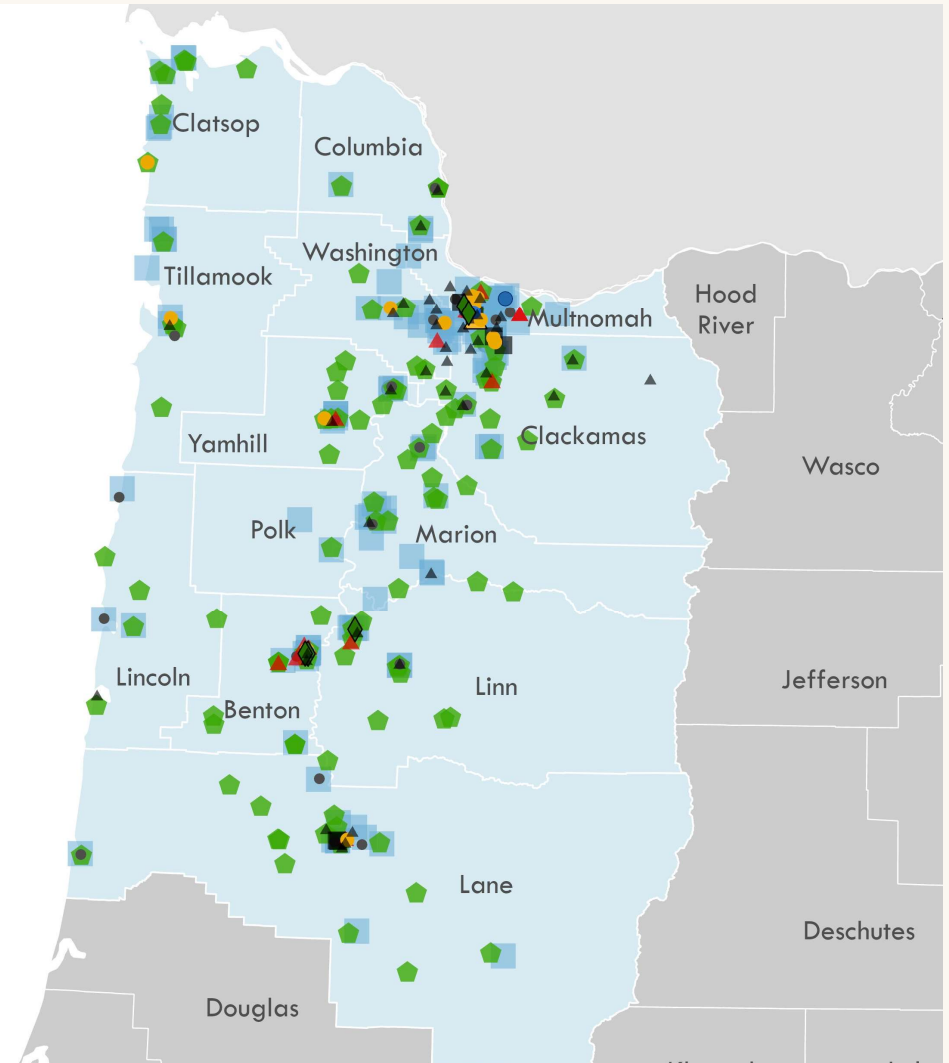 Clatsop
Columbia
Washington
Tillamook
Hood
River
Multnomah
Yamhill
Clackamas
Wasco
Polk
Marion
Lincoln
Linn
Jefferson
Benton
Lane
Deschutes
Douglas